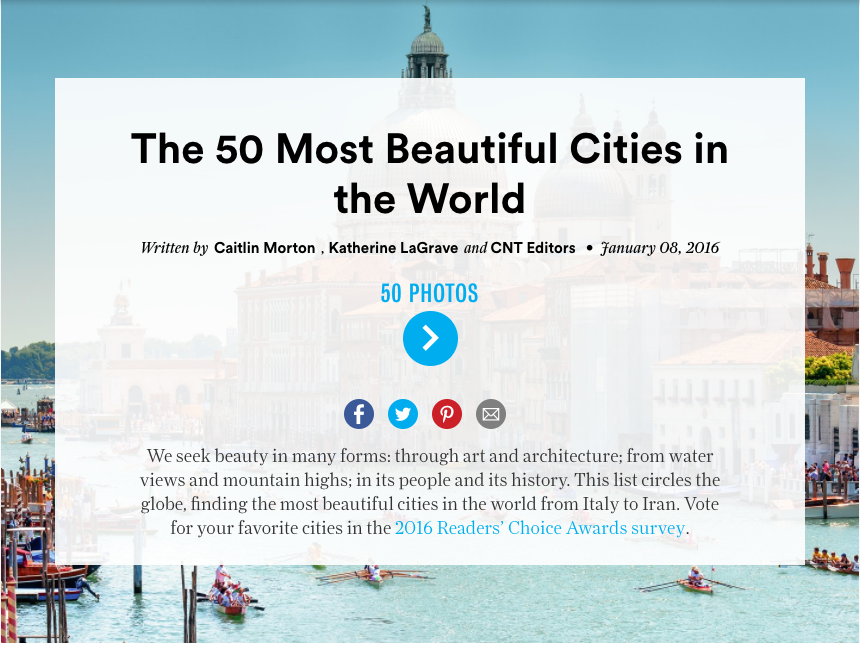 The 50 Most Beautiful Cities in
the World
Written by Caitlin Morton , Katherine LaGrave and CNT Editors • January 08, 2016
50 PHOTOS
We seek beauty in many forms: through art and architecture; from water
views and mountain highs; in its people and its history. This list circles the
globe, finding the most beautiful cities in the world from Italy to Iran. Vote
for your favorite cities in the 2016 Readers' Choice Awards survey.